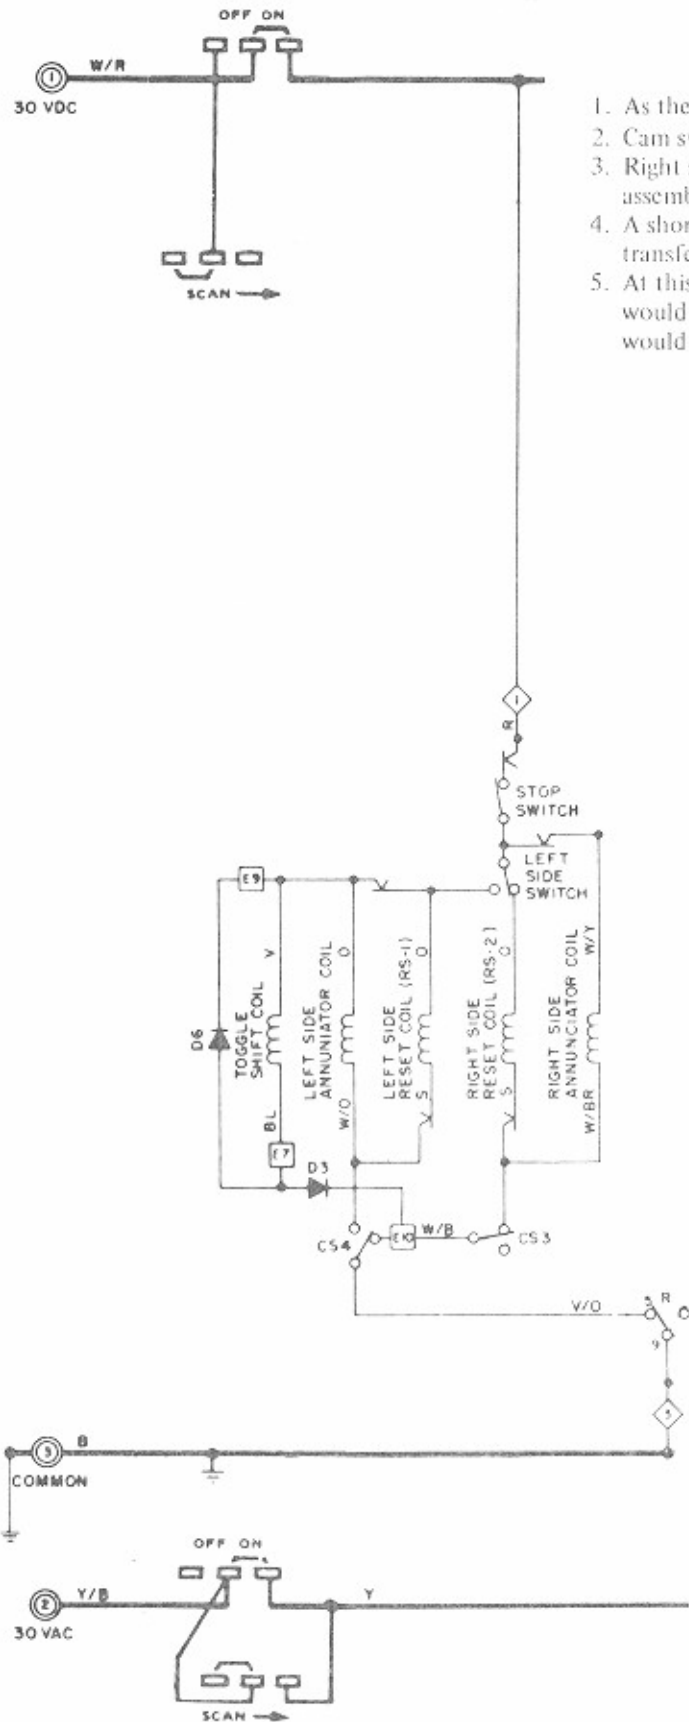 OFF ON
1
W/R
30 VDC
1. As the
2. Cam s
3. Right
assemb
4. A shor
transfe
5. At this
would
would
SCAN
1
R
STOP
SWITCH
LEFT
SIDE
SWITCH
E9
V
O
O
O
W/Y
D6
TOGGLE
SHIFT COIL
LEFT SIDE
ANNUNIATOR COIL
LEFT SIDE
RESET COIL (RS-1)
RIGHT SIDE
RESET COIL (RS-2)
RIGHT SIDE
ANNUNCIATOR COIL
BL
W/O
S
S
W/BR
E7
D3
CS4
E10
W/B
CS3
V/O
R
9
3
3
B
COMMON
OFF ON
2
Y/B
Y
30 VAC
SCAN